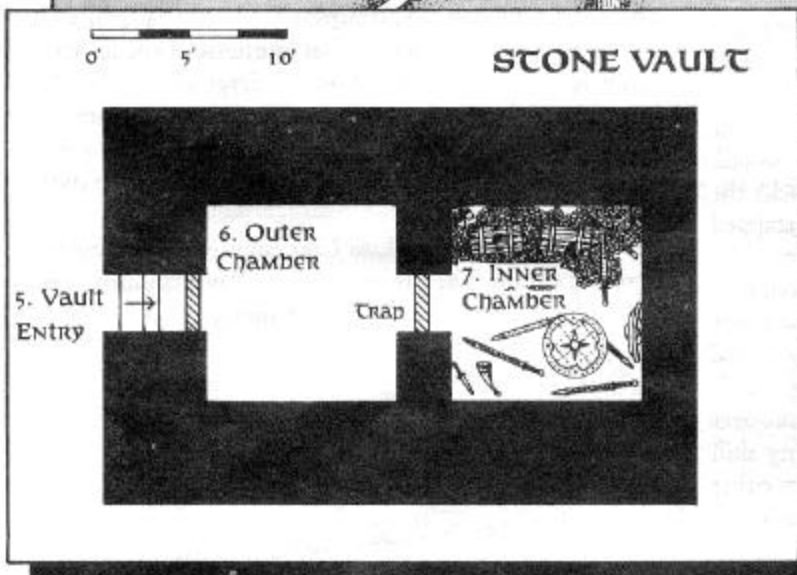 0' 5' 10'
STONE VAULT
6. OUTER
CHAMBER
7. INNER
CHAMBER
5. VAULT
ENTRY
TRAP